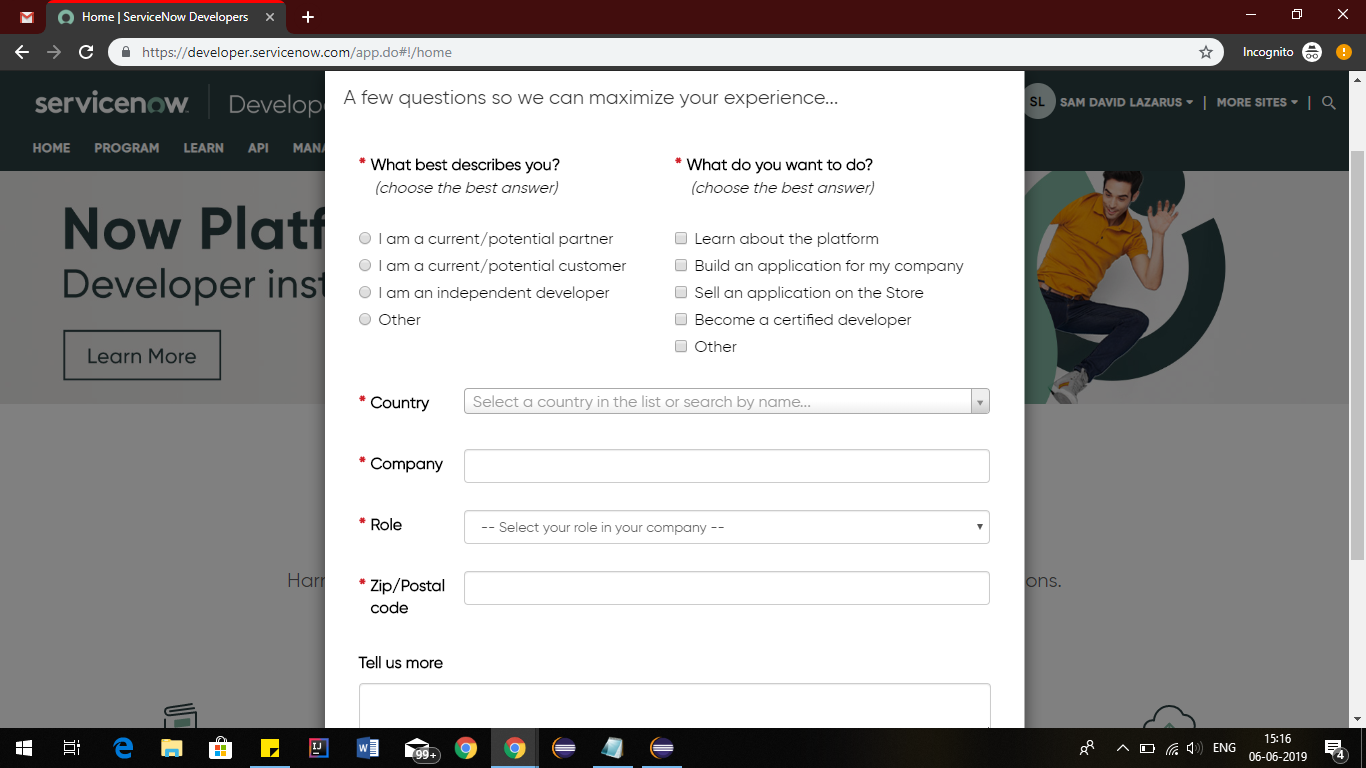 Home | ServiceNow Developers
https://developer.servicenow.com/app.do#!/home
Incognito
servicenow
Develop
SL
SAM DAVID LAZARUS
MORE SITES
HOME
PROGRAM
LEARN
API
Now Platf
Developer inst
Learn More
A few questions so we can maximize your experience...
* What best describes you?
(choose the best answer)
I am a current/potential partner
I am a current/potential customer
I am an independent developer
Other
* What do you want to do?
(choose the best answer)
Learn about the platform
Build an application for my company
Sell an application on the Store
Become a certified developer
Other
* Country
Select a country in the list or search by name...
* Company
* Role
-- Select your role in your company --
* Zip/Postal
code
Tell us more
ons.
99+
ENG
15:16
06-06-2019
4